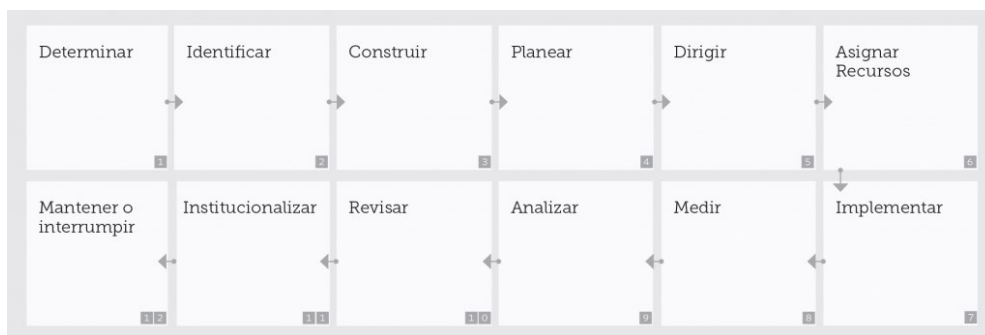 Determinar
1
Identificar
2
Construir
3
Planear
4
Dirigir
5
Asignar
Recursos
6
Implementar
7
Medir
8
Analizar
9
Revisar
10
Institucionalizar
11
Mantener o
interrumpir
12